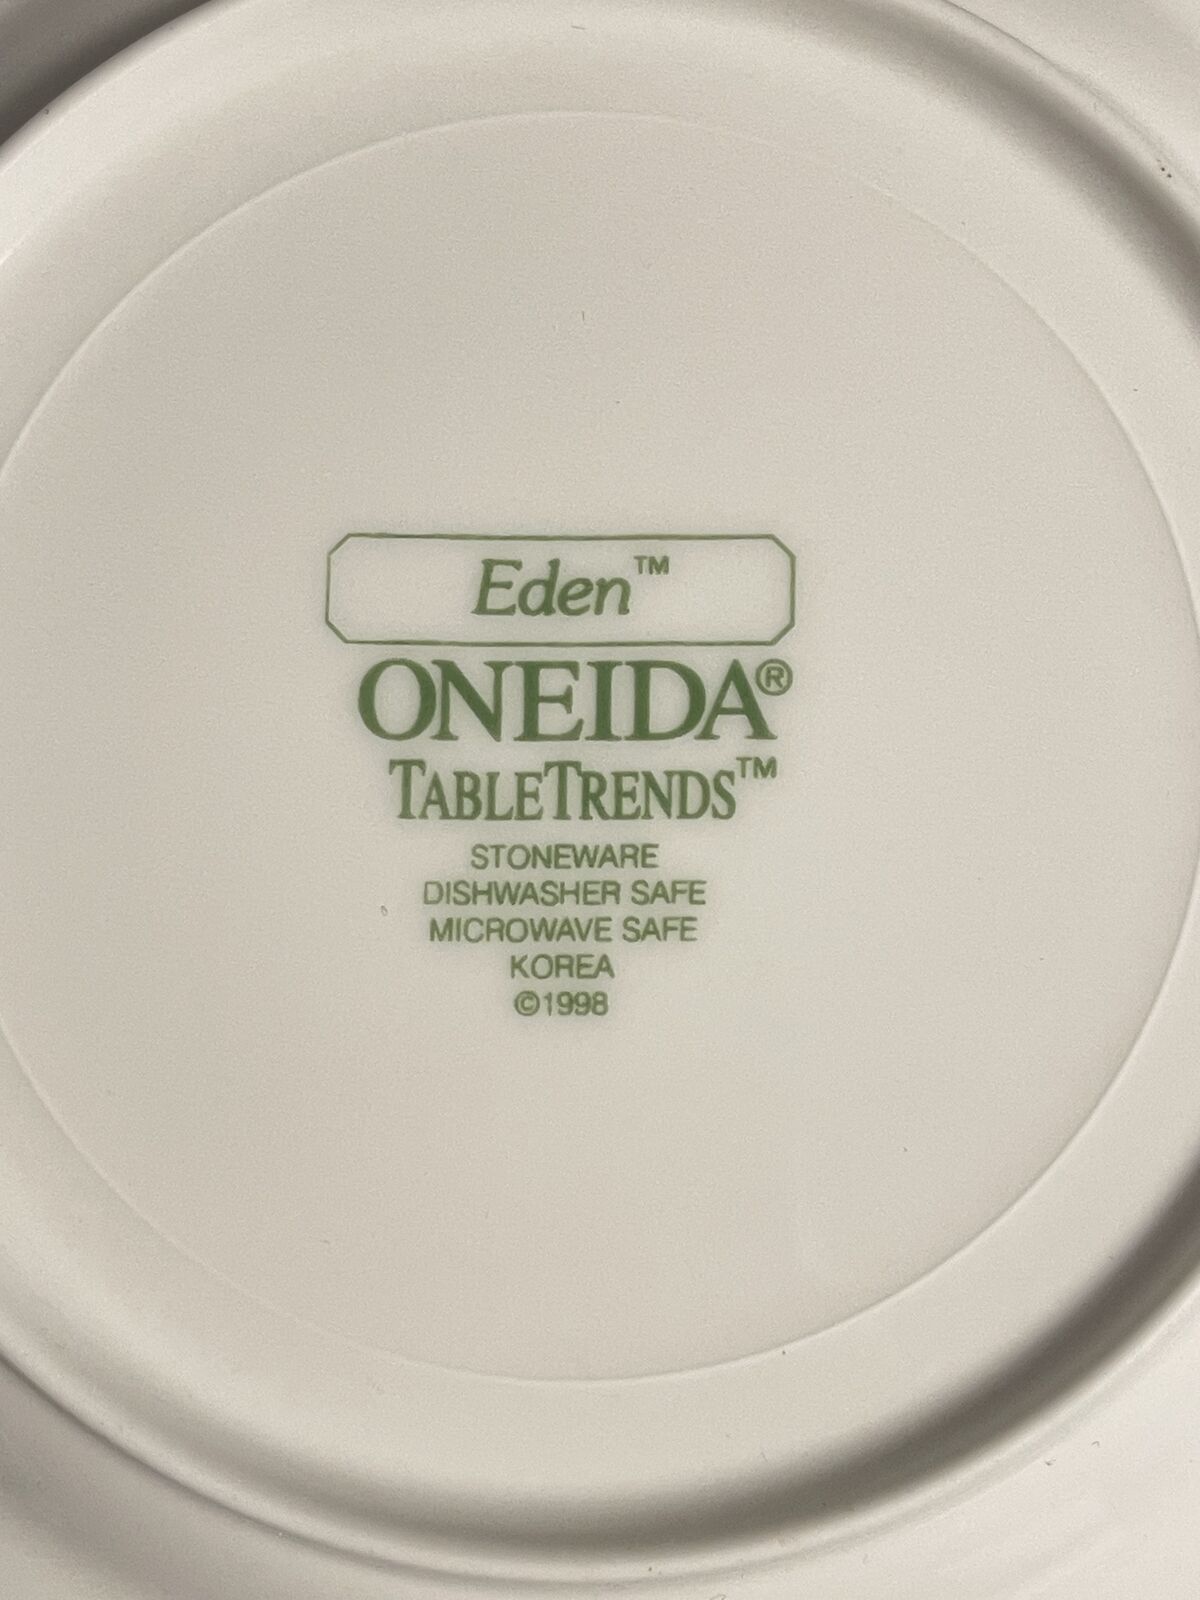 Eden™
ONEIDA®
TABLETRENDS™
STONEWARE
DISHWASHER SAFE
MICROWAVE SAFE
KOREA
©1998